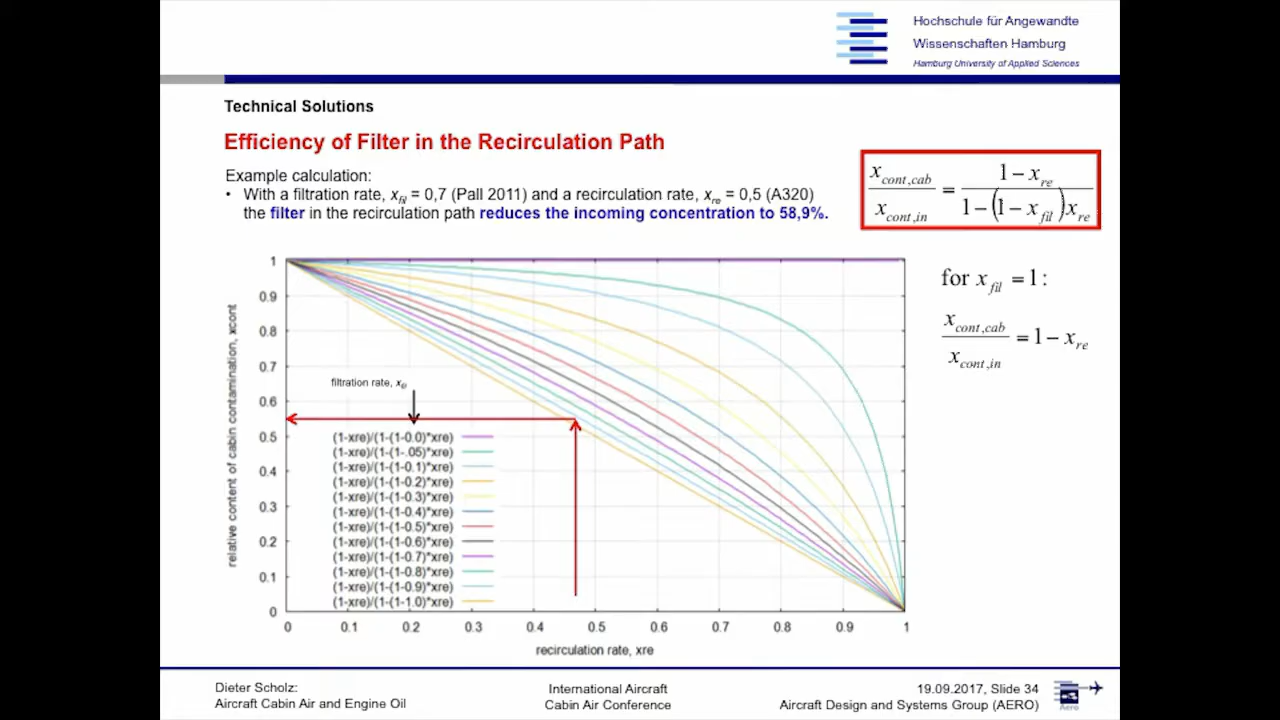 Hochschule für Angewandte
Wissenschaften Hamburg
Hamburg University of Applied Sciences
Technical Solutions
Efficiency of Filter in the Recirculation Path
Example calculation:
• With a filtration rate, x_fil = 0,7 (Pall 2011) and a recirculation rate, x_re = 0,5 (A320)
the filter in the recirculation path reduces the incoming concentration to 58,9%.
x_cont,cab / x_cont,in = (1 − x_re) / (1 − (1 − x_fil) x_re)
for x_fil = 1 :
x_cont,cab / x_cont,in = 1 − x_re
relative content of cabin contamination, xcont
1
0.9
0.8
0.7
0.6
0.5
0.4
0.3
0.2
0.1
0
filtration rate, x_fil
(1-xre)/(1-(1-0.0)*xre)
(1-xre)/(1-(1-.05)*xre)
(1-xre)/(1-(1-0.1)*xre)
(1-xre)/(1-(1-0.2)*xre)
(1-xre)/(1-(1-0.3)*xre)
(1-xre)/(1-(1-0.4)*xre)
(1-xre)/(1-(1-0.5)*xre)
(1-xre)/(1-(1-0.6)*xre)
(1-xre)/(1-(1-0.7)*xre)
(1-xre)/(1-(1-0.8)*xre)
(1-xre)/(1-(1-0.9)*xre)
(1-xre)/(1-(1-1.0)*xre)
0 0.1 0.2 0.3 0.4 0.5 0.6 0.7 0.8 0.9 1
recirculation rate, xre
Dieter Scholz:
Aircraft Cabin Air and Engine Oil
International Aircraft
Cabin Air Conference
19.09.2017, Slide 34
Aircraft Design and Systems Group (AERO)
Aero